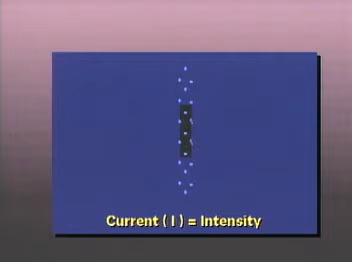 Current ( I ) = Intensity